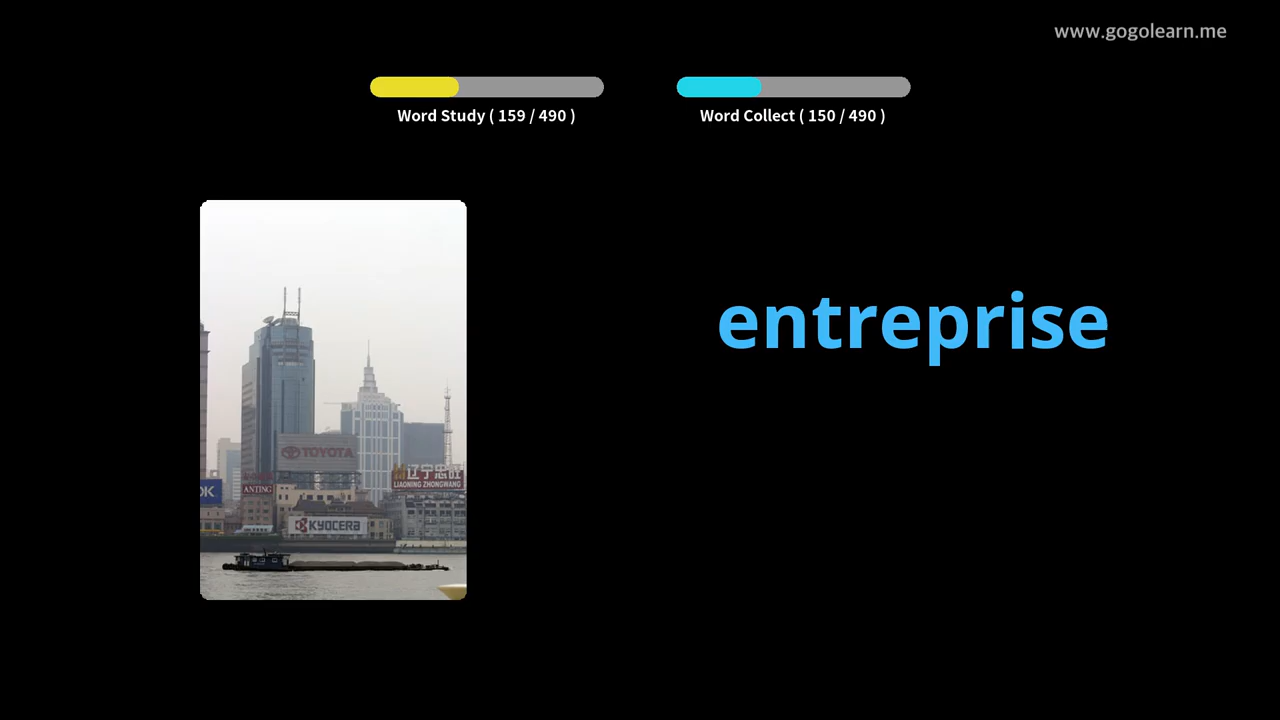 www.gogolearn.me
Word Study ( 159 / 490 )
Word Collect ( 150 / 490 )
entreprise
TOYOTA
辽宁忠旺
LIAONING ZHONGWANG
OK
ANTING
KYOCERA